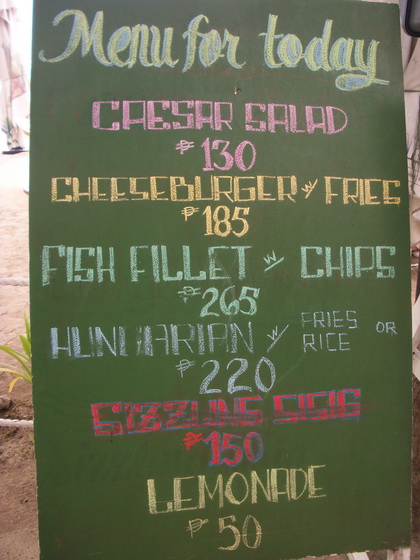 Menu for today
CAESAR SALAD
₱ 130
CHEESEBURGER w/ FRIES
₱ 185
FISH FILLET w/ CHIPS
₱ 265
HUNGARIAN w/ FRIES OR RICE
₱ 220
SIZZLING SISIG
₱ 150
LEMONADE
₱ 50